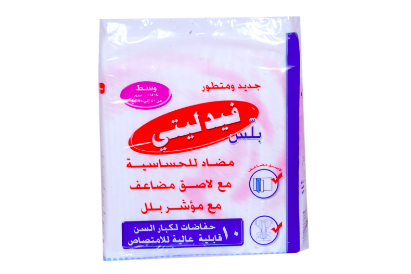 جديد ومتطور
وسط
فيدليتي
بلّس
مضاد للحساسية
مع لاصق مضاعف
مع مؤشر بلل
١٠ حفاضات لكبار السن
قابلية عالية للامتصاص